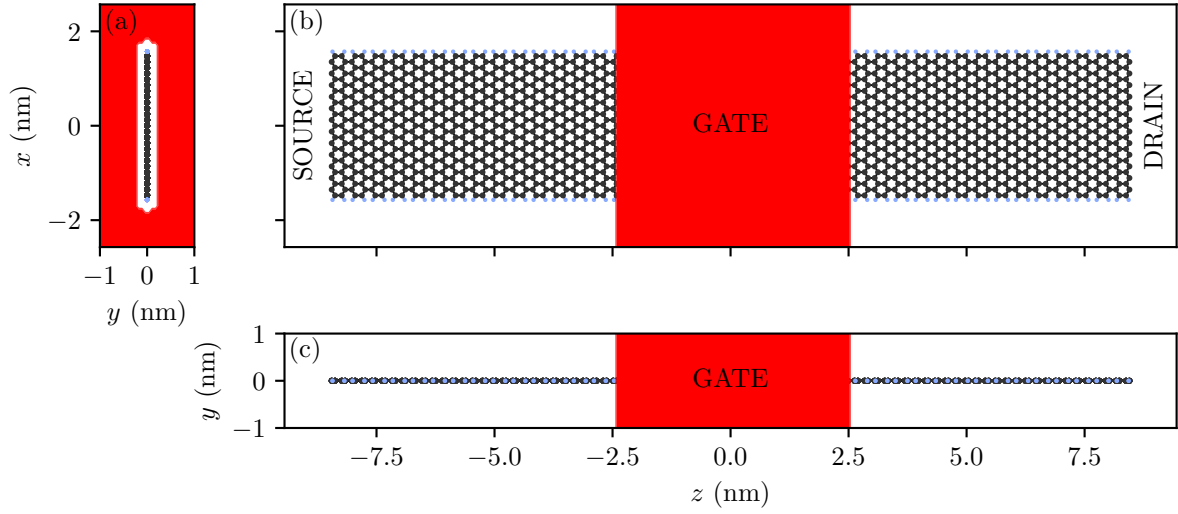 (a)
2
0
−2
x (nm)
−1 0 1
y (nm)
(b)
SOURCE
GATE
DRAIN
(c)
GATE
1
0
−1
y (nm)
−7.5 −5.0 −2.5 0.0 2.5 5.0 7.5
z (nm)